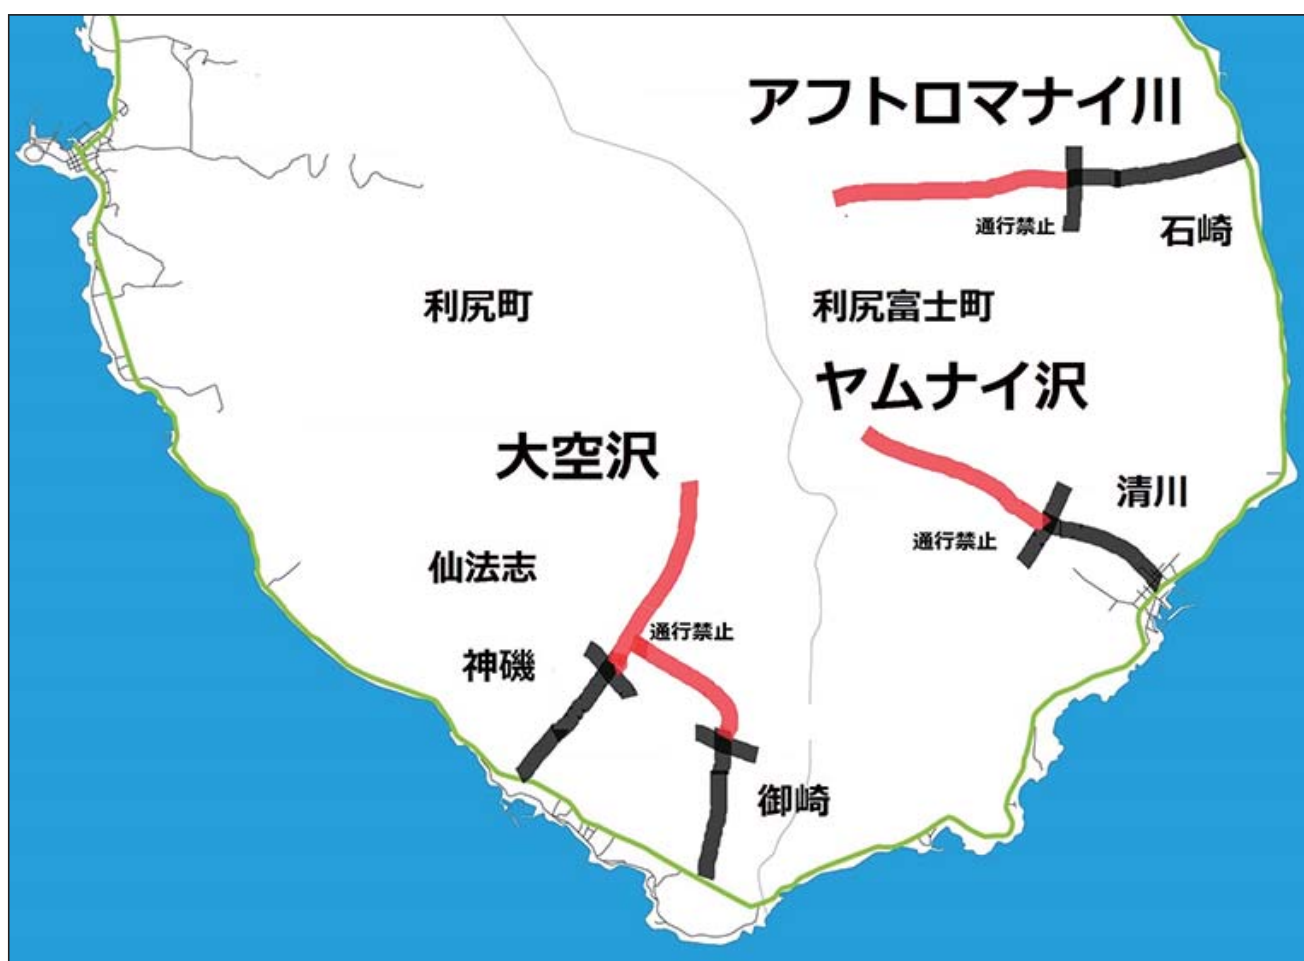 アフトロマナイ川
通行禁止
石崎
利尻町
利尻富士町
ヤムナイ沢
大空沢
清川
通行禁止
仙法志
通行禁止
神磯
御崎